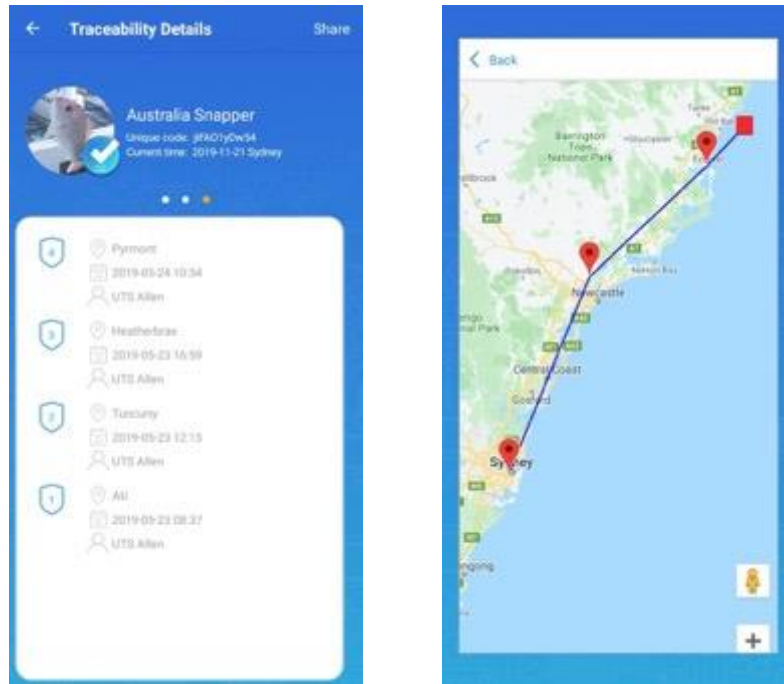 Traceability Details
Share
Australia Snapper
Unique code:
Current time: 2019-11-21 Sydney
4
Pyrmont
2019-05-24 10:54
UTS Allen
3
Heatherbrae
2019-05-23 16:59
UTS Allen
2
Tuncurry
2019-05-23 12:15
UTS Allen
1
2019-05-23 08:37
UTS Allen
Back
Taree
Barrington
Tops
National Park
Newcastle
Nelson Bay
Central Coast
Gosford
Sydney
+